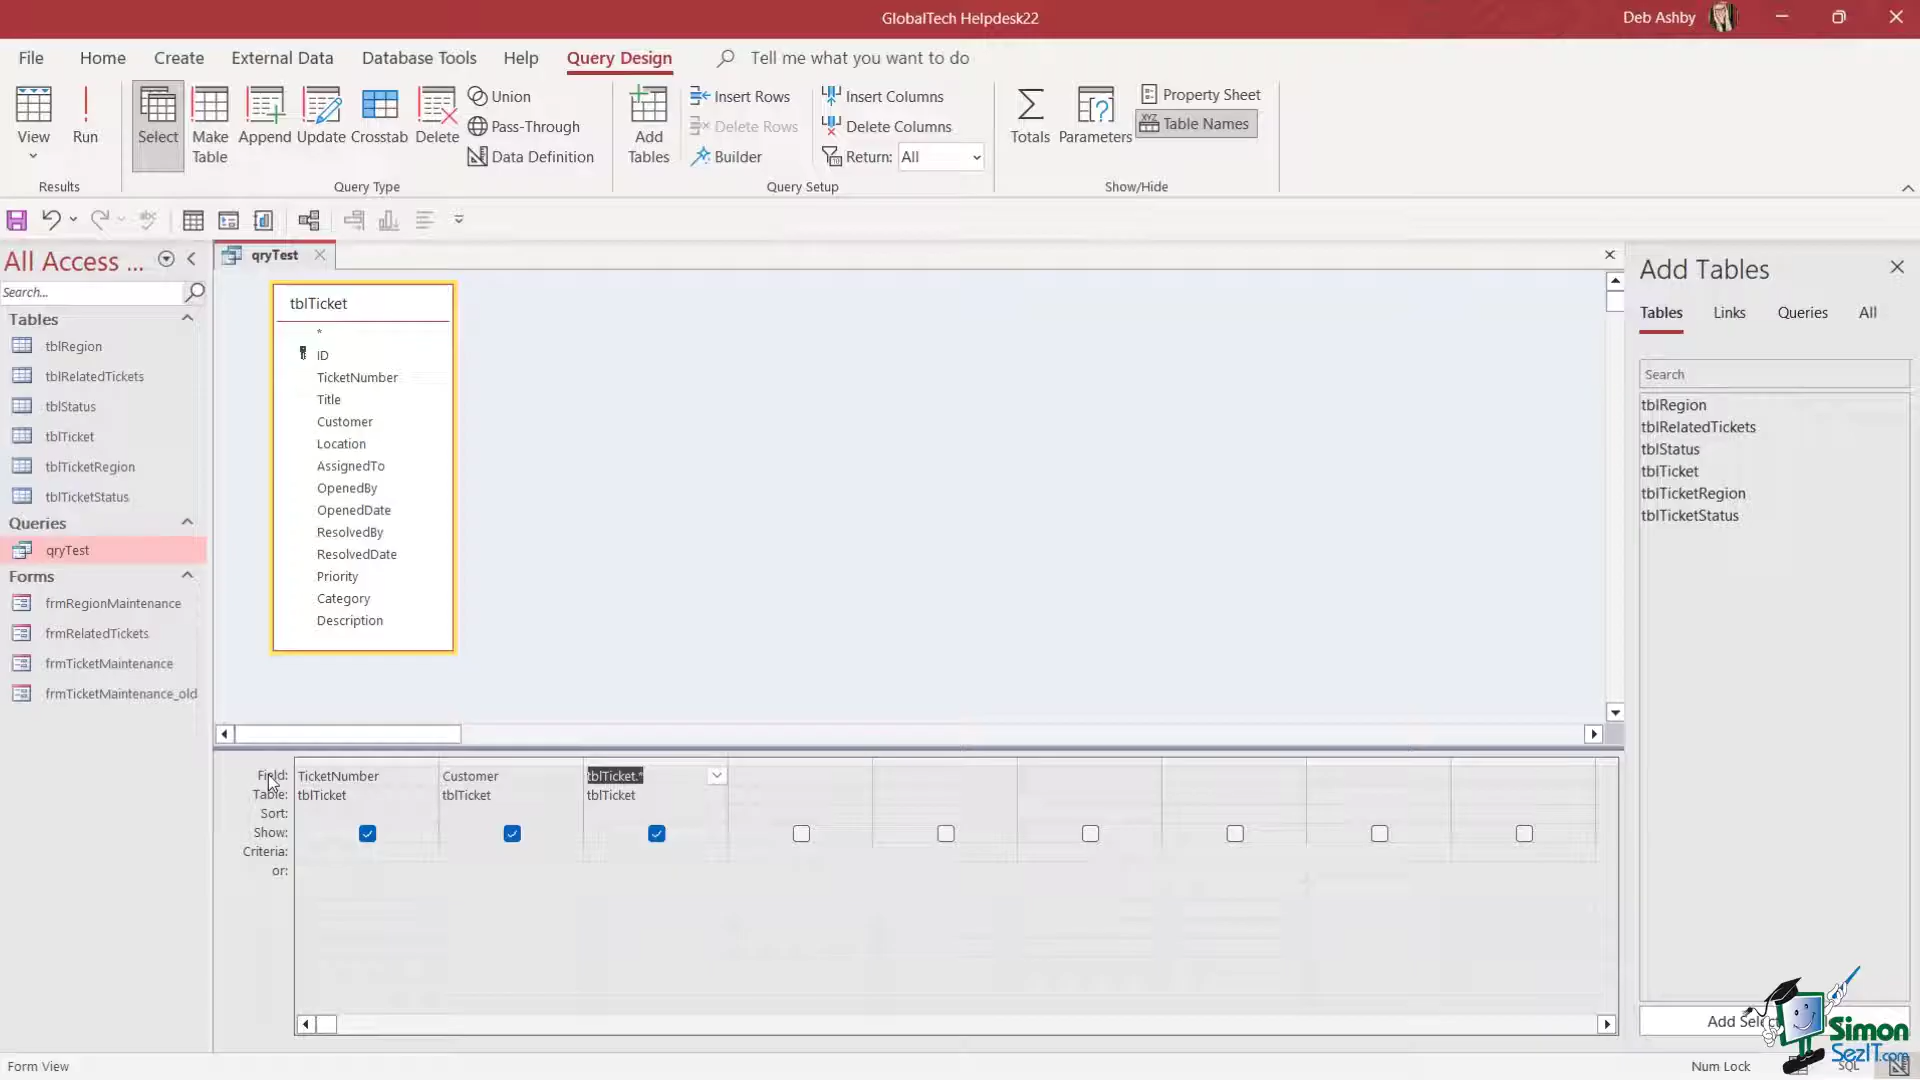 GlobalTech Helpdesk22
Deb Ashby
File Home Create External Data Database Tools Help Query Design Tell me what you want to do
View
Run
Results
Select
Make Table
Append
Update
Crosstab
Delete
Union
Pass-Through
Data Definition
Query Type
Add Tables
Insert Rows
Delete Rows
Builder
Insert Columns
Delete Columns
Return: All
Query Setup
Totals
Parameters
Property Sheet
XYZ Table Names
Show/Hide
All Access ...
Search...
Tables
tblRegion
tblRelatedTickets
tblStatus
tblTicket
tblTicketRegion
tblTicketStatus
Queries
qryTest
Forms
frmRegionMaintenance
frmRelatedTickets
frmTicketMaintenance
frmTicketMaintenance_old
qryTest
tblTicket
*
ID
TicketNumber
Title
Customer
Location
AssignedTo
OpenedBy
OpenedDate
ResolvedBy
ResolvedDate
Priority
Category
Description
Field: TicketNumber Customer tblTicket.*
Table: tblTicket tblTicket tblTicket
Sort:
Show:
Criteria:
or:
Add Tables
Tables Links Queries All
Search
tblRegion
tblRelatedTickets
tblStatus
tblTicket
tblTicketRegion
tblTicketStatus
Add
Simon
SezIT.com
Form View
Num Lock
SQL